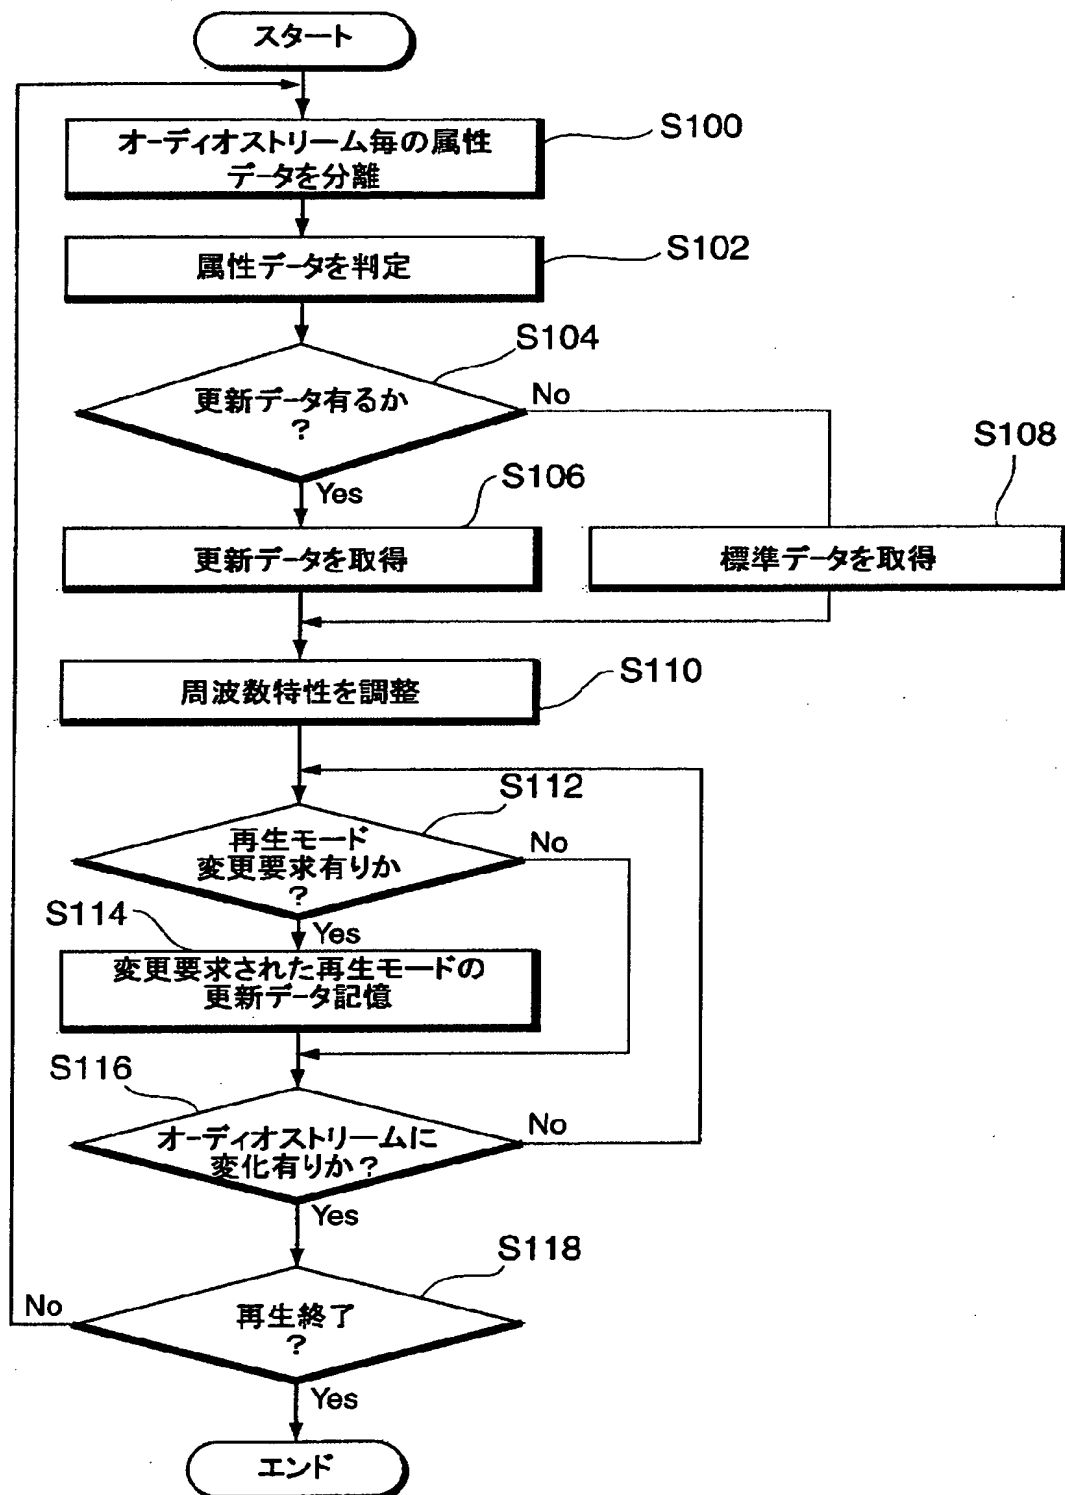 スタート
オーディオストリーム毎の属性
データを分離
S100
属性データを判定
S102
S104
更新データ有るか
?
No
Yes
S106
更新データを取得
S108
標準データを取得
周波数特性を調整
S110
S112
再生モード
変更要求有りか
?
No
Yes
S114
変更要求された再生モードの
更新データ記憶
S116
オーディオストリームに
変化有りか?
No
Yes
S118
再生終了
?
No
Yes
エンド